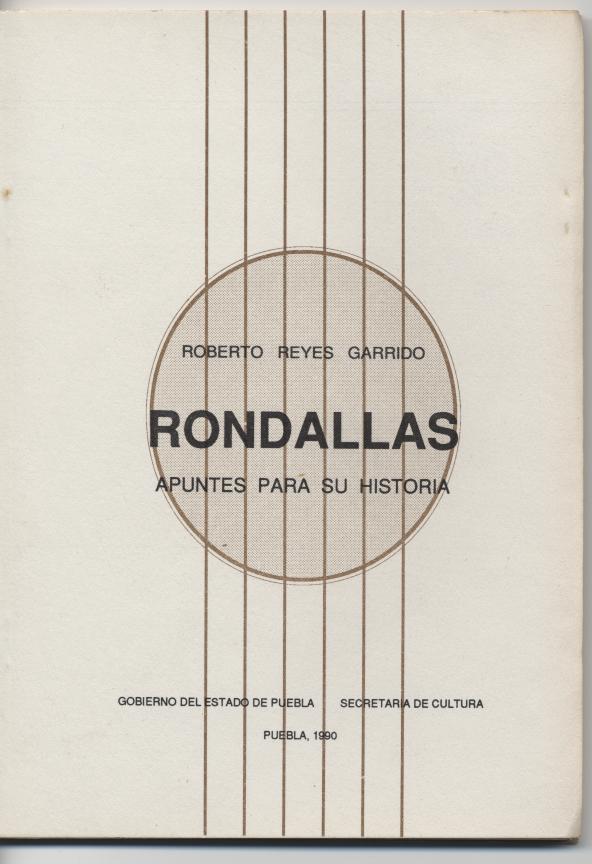 ROBERTO REYES GARRIDO
RONDALLAS
APUNTES PARA SU HISTORIA
GOBIERNO DEL ESTADO DE PUEBLA SECRETARIA DE CULTURA
PUEBLA, 1990